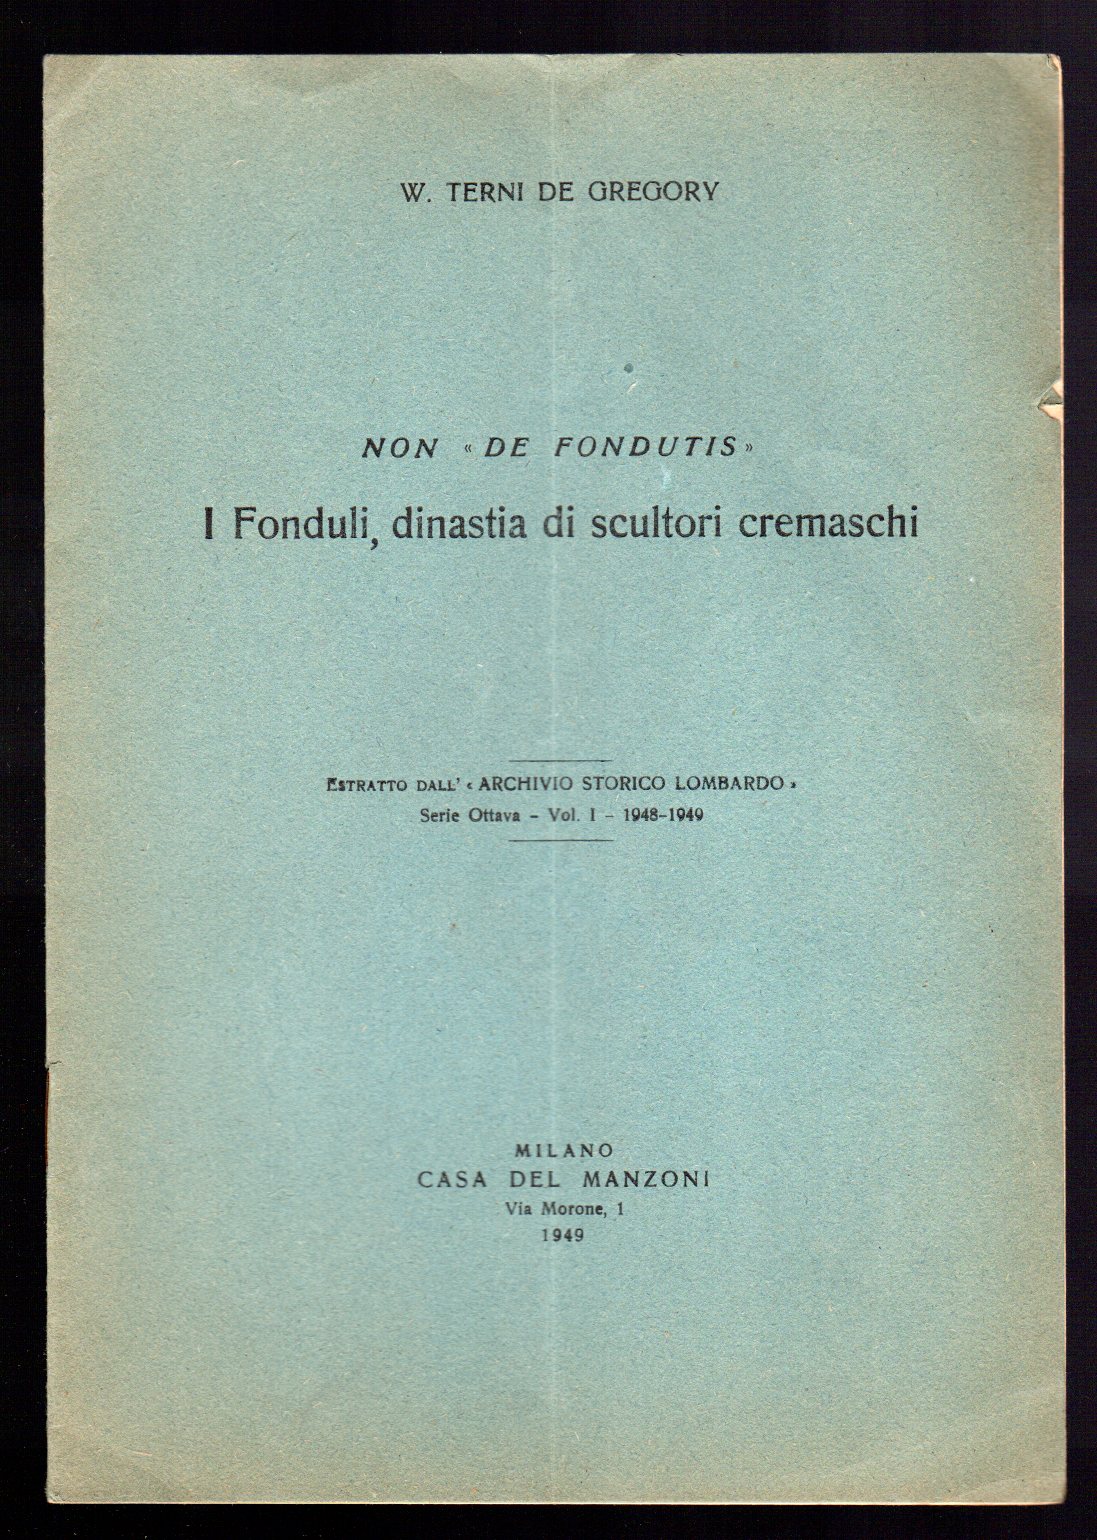 W. TERNI DE GREGORY
NON « DE FONDUTIS »
I Fonduli, dinastia di scultori cremaschi
ESTRATTO DALL' « ARCHIVIO STORICO LOMBARDO »
Serie Ottava - Vol. I - 1948-1949
MILANO
CASA DEL MANZONI
Via Morone, 1
1949